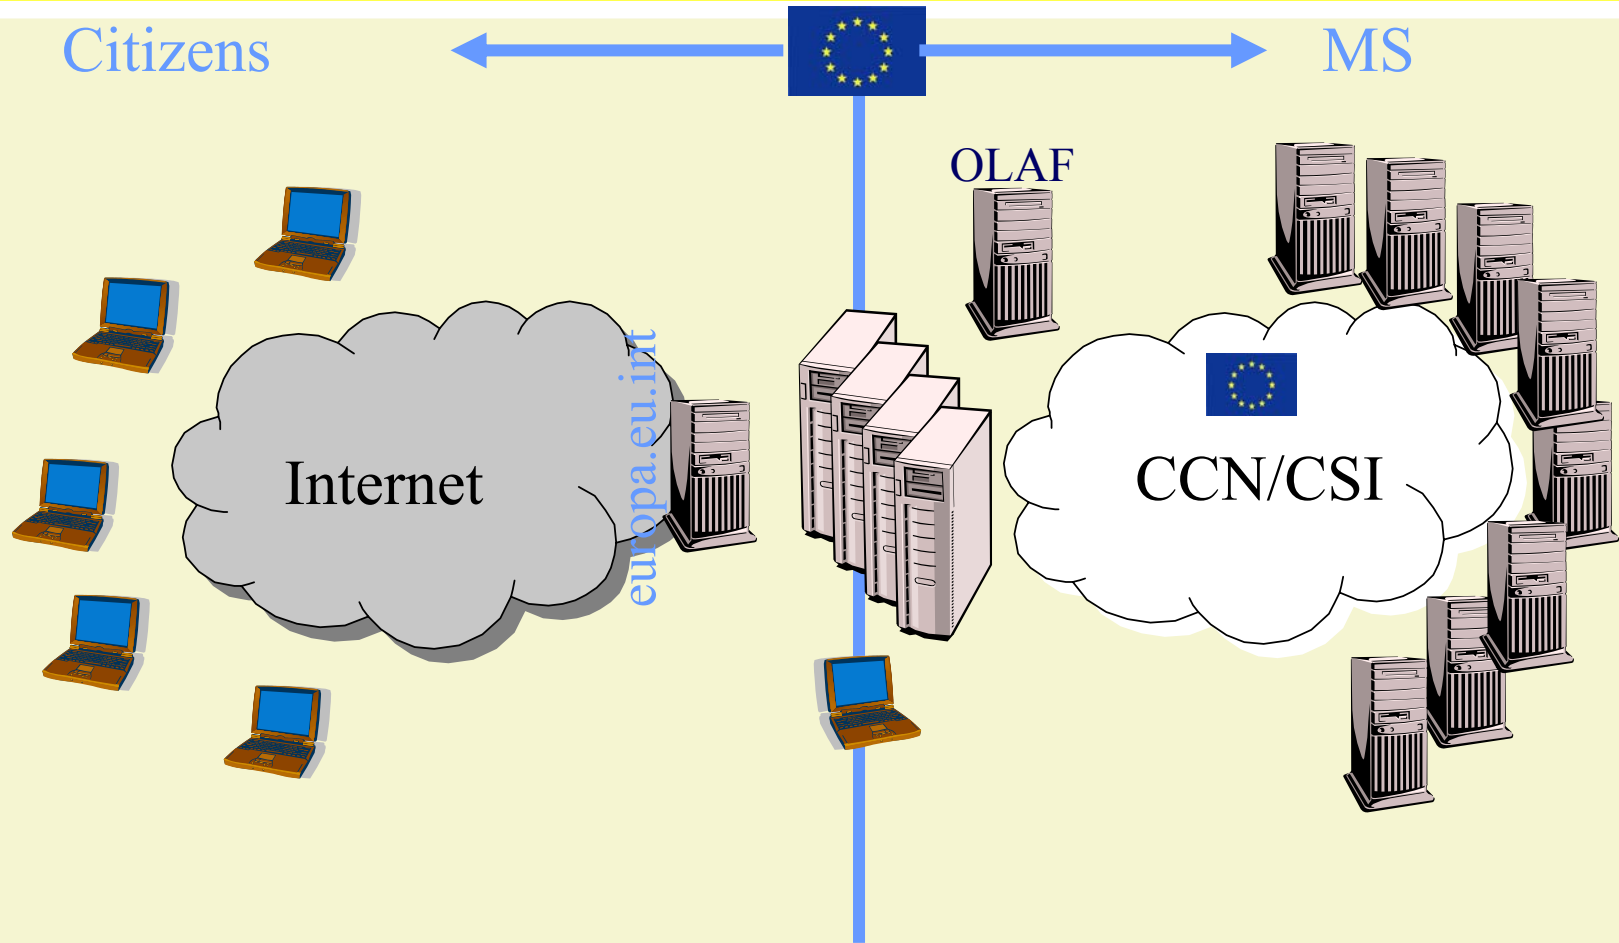 Citizens
MS
OLAF
europa.eu.int
Internet
CCN/CSI